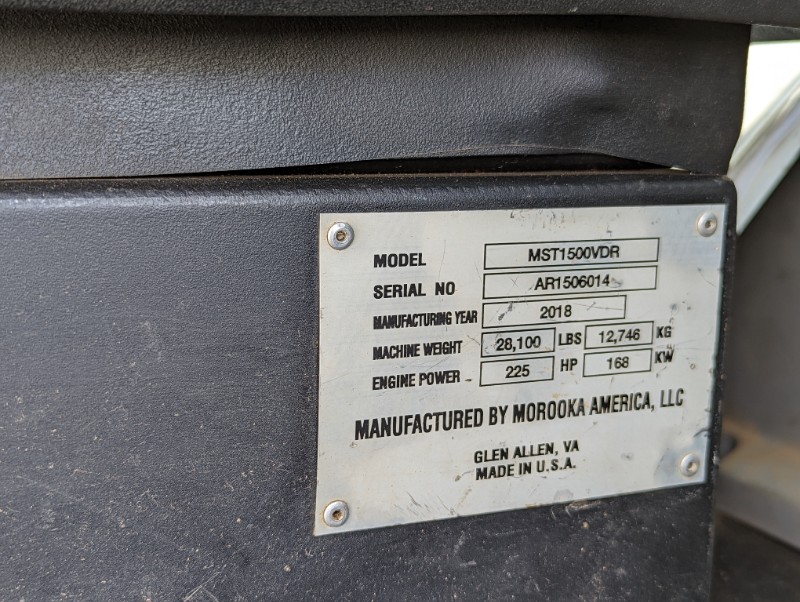 MODEL MST1500VDR
SERIAL NO AR1506014
MANUFACTURING YEAR 2018
MACHINE WEIGHT 28,100 LBS 12,746 KG
ENGINE POWER 225 HP 168 KW
MANUFACTURED BY MOROOKA AMERICA, LLC
GLEN ALLEN, VA
MADE IN U.S.A.